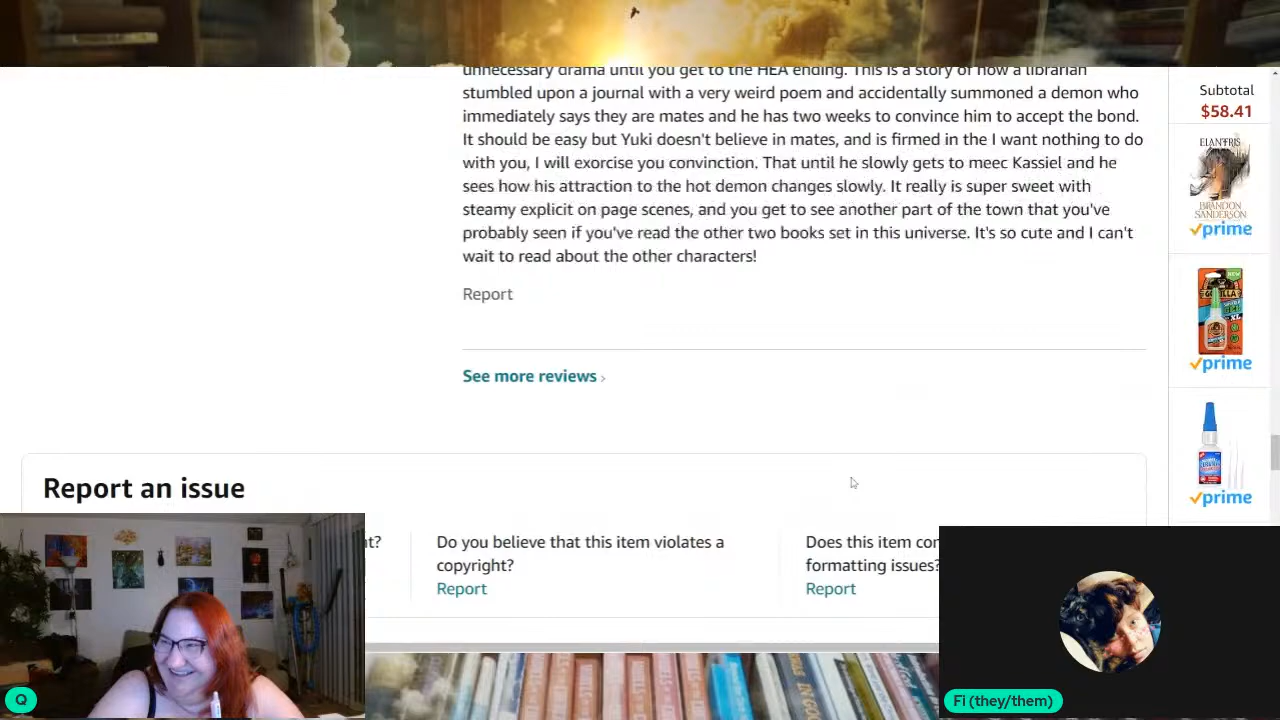 unnecessary drama until you get to the HEA ending. This is a story of how a librarian
stumbled upon a journal with a very weird poem and accidentally summoned a demon who
immediately says they are mates and he has two weeks to convince him to accept the bond.
It should be easy but Yuki doesn't believe in mates, and is firmed in the I want nothing to do
with you, I will exorcise you convinction. That until he slowly gets to meec Kassiel and he
sees how his attraction to the hot demon changes slowly. It really is super sweet with
steamy explicit on page scenes, and you get to see another part of the town that you've
probably seen if you've read the other two books set in this universe. It's so cute and I can't
wait to read about the other characters!
Report
See more reviews ›
Report an issue
t?
Do you believe that this item violates a
copyright?
Report
Does this item con
formatting issues?
Report
Subtotal
$58.41
ELANTRIS
BRANDON
SANDERSON
prime
GORILLA
XL
prime
prime
Q
Fi (they/them)